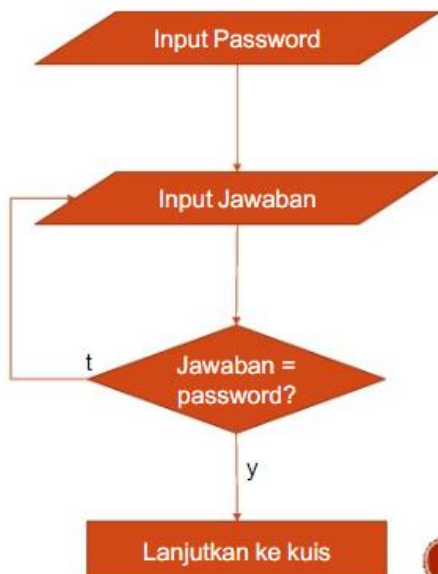 Input Password
Input Jawaban
Jawaban =
password?
t
y
Lanjutkan ke kuis